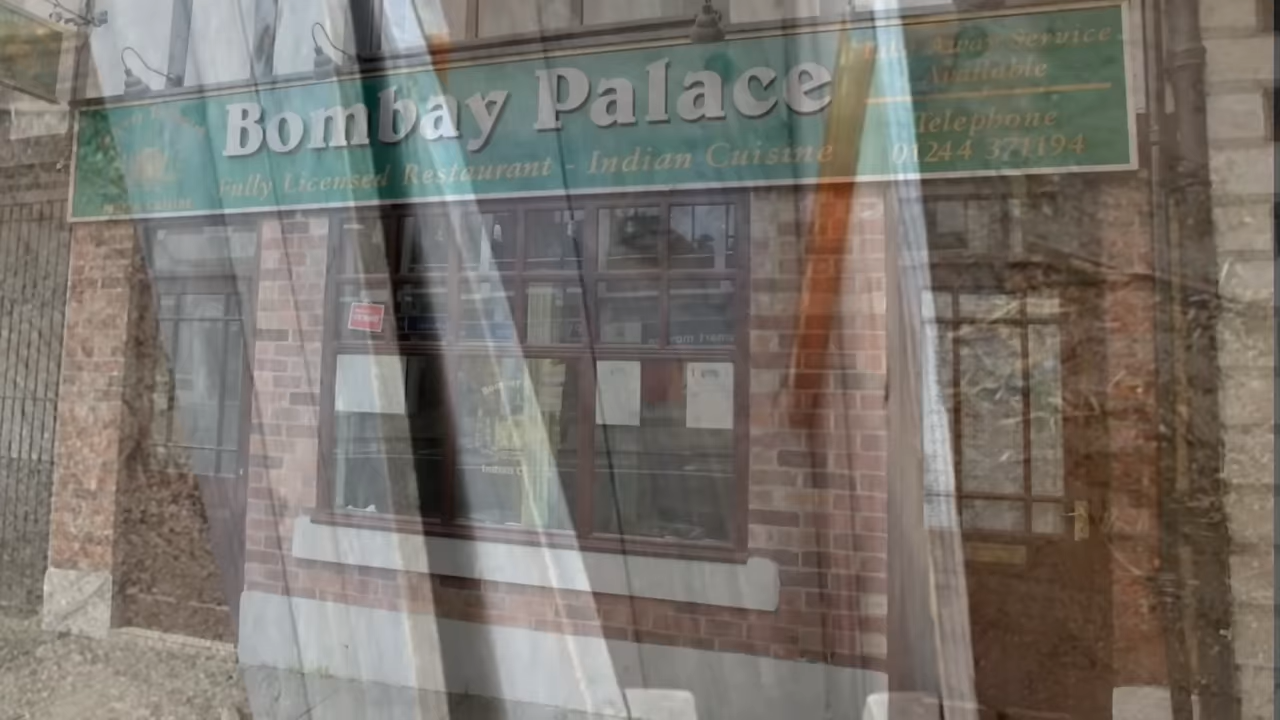 Bombay Palace
Fully Licensed Restaurant - Indian Cuisine
Take Away Service
Available
Telephone
01244 371194